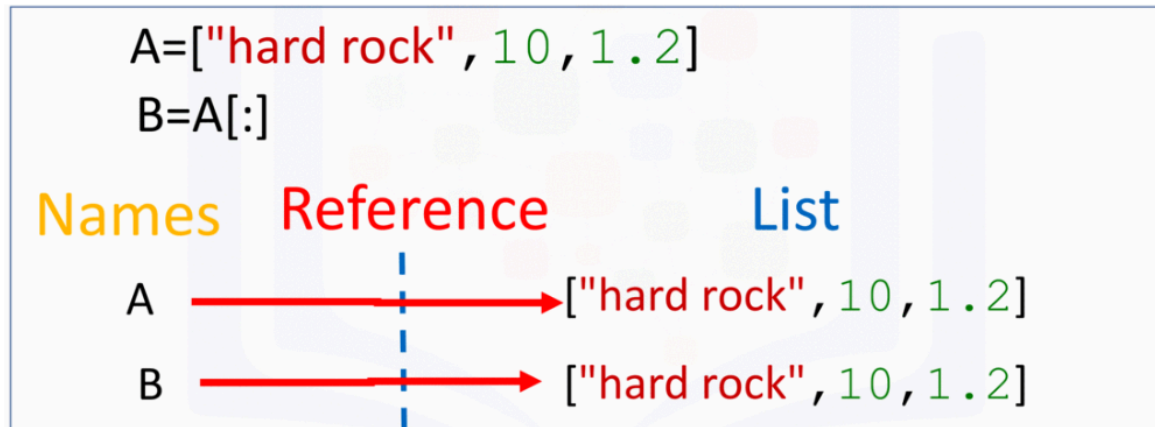 A=["hard rock",10,1.2]
B=A[:]
Names Reference List
A ["hard rock",10,1.2]
B ["hard rock",10,1.2]